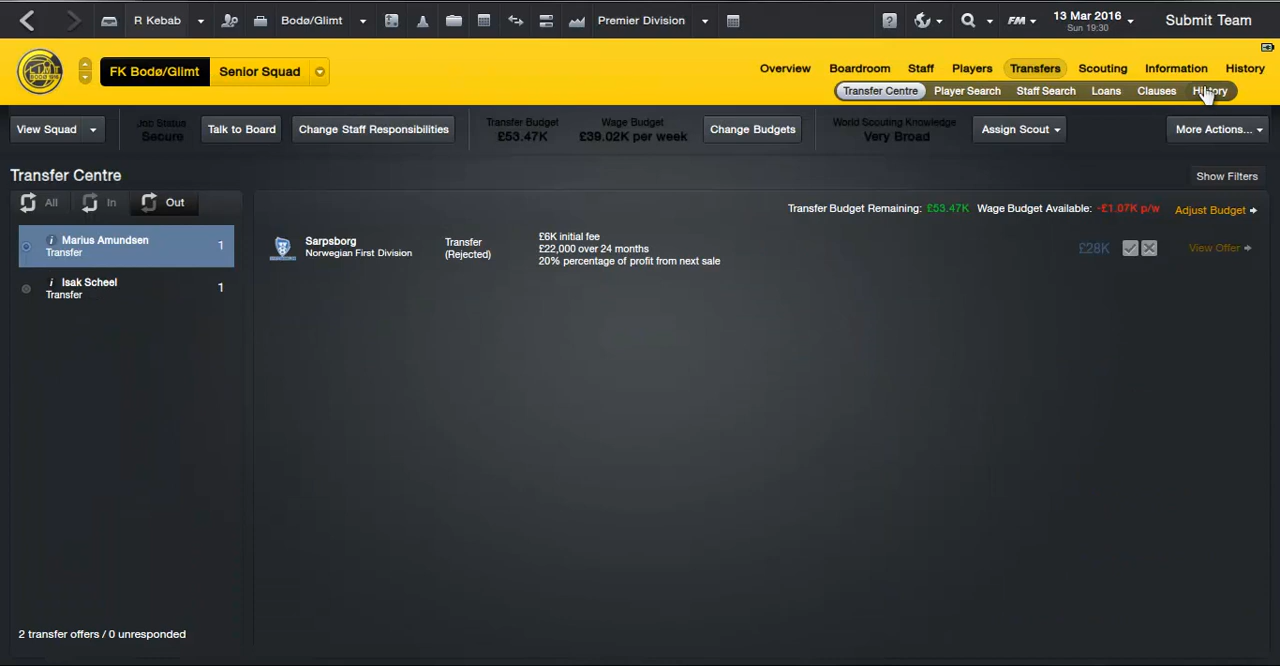 R Kebab
Bodø/Glimt
Premier Division
?
FM
13 Mar 2016
Sun 19:30
Submit Team
FK Bodø/Glimt
Senior Squad
Overview
Boardroom
Staff
Players
Transfers
Scouting
Information
History
Transfer Centre
Player Search
Staff Search
Loans
Clauses
History
View Squad
Job Status
Secure
Talk to Board
Change Staff Responsibilities
Transfer Budget
£53.47K
Wage Budget
£39.02K per week
Change Budgets
World Scouting Knowledge
Very Broad
Assign Scout
More Actions...
Transfer Centre
Show Filters
All
In
Out
Transfer Budget Remaining: £53.47K Wage Budget Available: -£1.07K p/w
Adjust Budget
i Marius Amundsen 1
Transfer
i Isak Scheel 1
Transfer
Sarpsborg
Norwegian First Division
Transfer
(Rejected)
£6K initial fee
£22,000 over 24 months
20% percentage of profit from next sale
£28K
View Offer
2 transfer offers / 0 unresponded